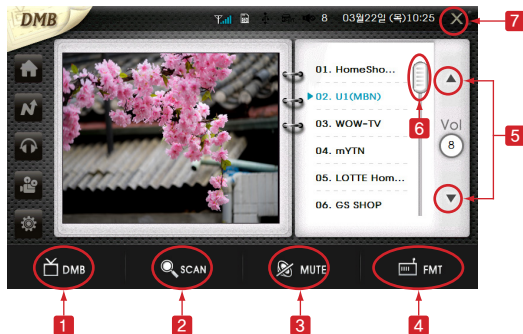 DMB
8 03월22일 (목)10:25
7
01. HomeSho...
02. U1(MBN)
03. WOW-TV
04. mYTN
05. LOTTE Hom...
06. GS SHOP
6
Vol
8
5
DMB
SCAN
MUTE
FMT
1
2
3
4